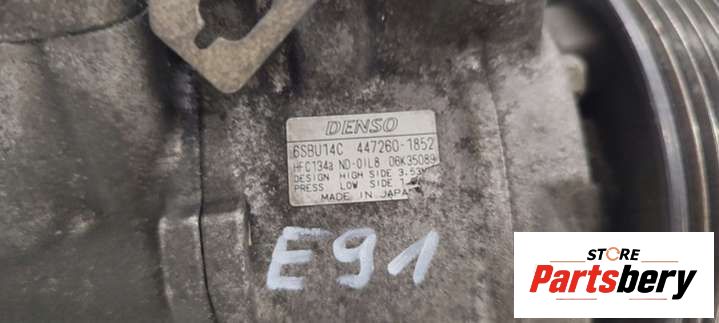 DENSO
6SBU14C 447260-1852
HFC134a ND-OIL8 06K35089
DESIGN HIGH SIDE 3.53
PRESS LOW SIDE 1
MADE IN JAPAN
E91
STORE
Partsbery